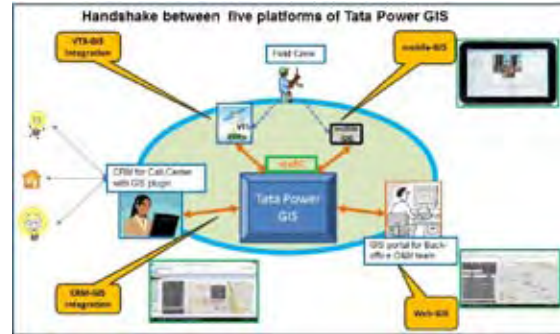 Handshake between five platforms of Tata Power GIS
VTS-GIS
Integration
Field Crew
mobile-GIS
VTS
CRM for Call Center
with GIS plugin
Tata Power
GIS
GIS portal for Back-
office O&M team
CRM-GIS
Integration
Web-GIS